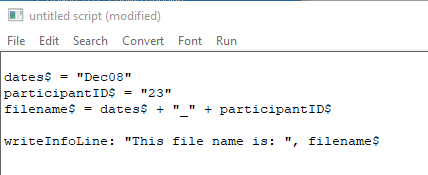 untitled script (modified)
File Edit Search Convert Font Run
dates$ = "Dec08"
participantID$ = "23"
filename$ = dates$ + "_" + participantID$
writeInfoLine: "This file name is: ", filename$